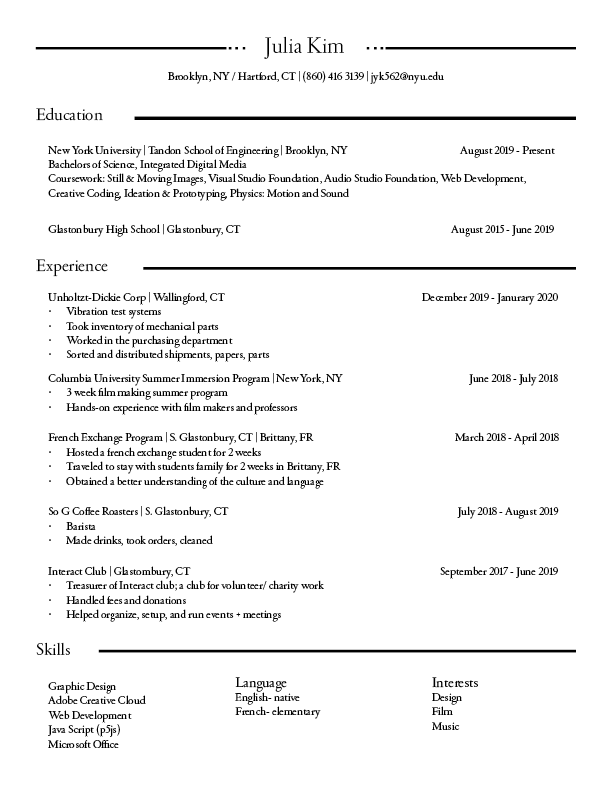 Julia Kim
Brooklyn, NY / Hartford, CT | (860) 416 3139 | jyk562@nyu.edu
Education
New York University | Tandon School of Engineering | Brooklyn, NY August 2019 - Present
Bachelors of Science, Integrated Digital Media
Coursework: Still & Moving Images, Visual Studio Foundation, Audio Studio Foundation, Web Development,
Creative Coding, Ideation & Prototyping, Physics: Motion and Sound
Glastonbury High School | Glastonbury, CT August 2015 - June 2019
Experience
Unholtzt-Dickie Corp | Wallingford, CT December 2019 - Janurary 2020
· Vibration test systems
· Took inventory of mechanical parts
· Worked in the purchasing department
· Sorted and distributed shipments, papers, parts
Columbia University Summer Immersion Program | New York, NY June 2018 - July 2018
· 3 week film making summer program
· Hands-on experience with film makers and professors
French Exchange Program | S. Glastonbury, CT | Brittany, FR March 2018 - April 2018
· Hosted a french exchange student for 2 weeks
· Traveled to stay with students family for 2 weeks in Brittany, FR
· Obtained a better understanding of the culture and language
So G Coffee Roasters | S. Glastonbury, CT July 2018 - August 2019
· Barista
· Made drinks, took orders, cleaned
Interact Club | Glastombury, CT September 2017 - June 2019
· Treasurer of Interact club; a club for volunteer/ charity work
· Handled fees and donations
· Helped organize, setup, and run events + meetings
Skills
Graphic Design
Adobe Creative Cloud
Web Development
Java Script (p5js)
Microsoft Office
Language
English- native
French- elementary
Interests
Design
Film
Music